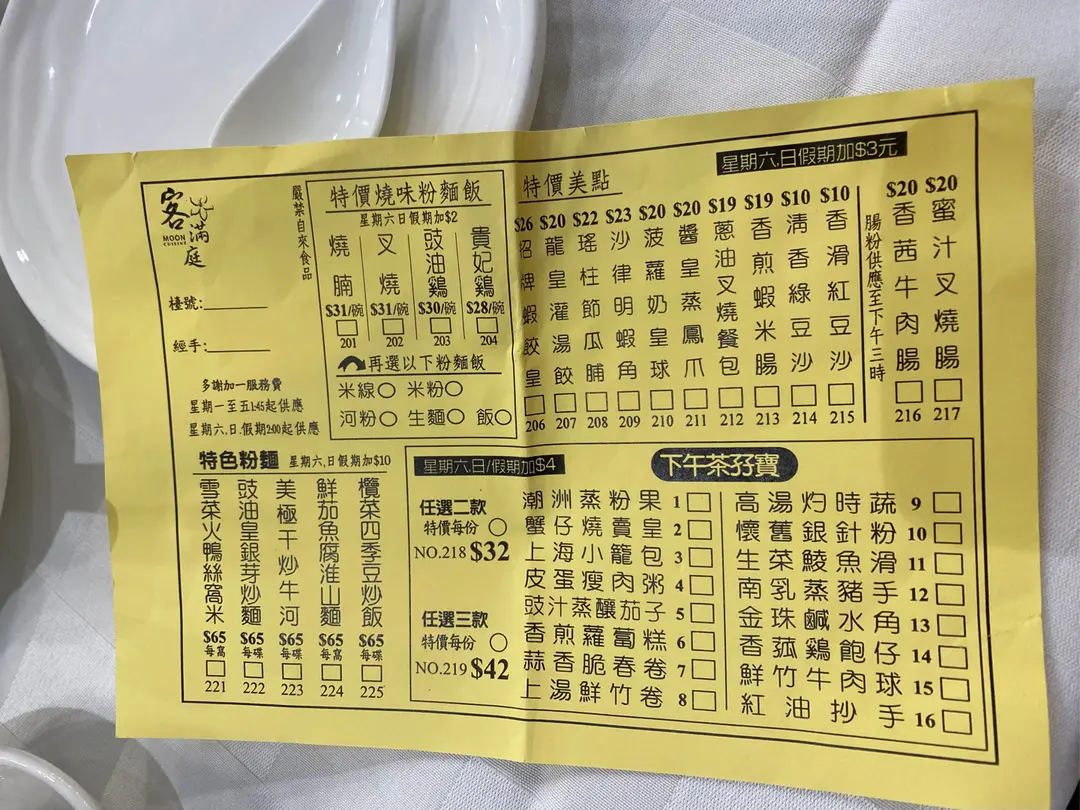 客滿庭
MOON CUISINE
嚴禁自來食品
檯號:
經手:
多謝加一服務費
星期一至五1:45起供應
星期六,日.假期2:00起供應
特價燒味粉麵飯
星期六日假期加$2
燒腩 $31/碗 201
叉燒 $31/碗 202
豉油鷄 $30/碗 203
貴妃鷄 $28/碗 204
再選以下粉麵飯
米線 米粉
河粉 生麵 飯
特價美點
星期六.日假期加$3元
$26 招牌蝦餃皇 206
$20 龍皇灌湯餃 207
$22 瑤柱節瓜脯 208
$23 沙律明蝦角 209
$20 菠蘿奶皇球 210
$20 醬皇蒸鳳爪 211
$19 蔥油叉燒餐包 212
$19 香煎蝦米腸 213
$10 清香綠豆沙 214
$10 香滑紅豆沙 215
腸粉供應至下午三時
$20 香茜牛肉腸 216
$20 蜜汁叉燒腸 217
特色粉麵 星期六,日假期加$10
雪菜火鴨絲窩米 $65 每窩 221
豉油皇銀芽炒麵 $65 每碟 222
美極干炒牛河 $65 每碟 223
鮮茄魚腐淮山麵 $65 每窩 224
欖菜四季豆炒飯 $65 每碟 225
星期六.日/假期加$4
下午茶孖寶
任選二款
特價每份
NO.218 $32
任選三款
特價每份
NO.219 $42
潮洲蒸粉果 1
蟹仔燒賣皇 2
上海小籠包 3
皮蛋瘦肉粥 4
豉汁蒸釀茄子 5
香煎蘿蔔糕 6
蒜香脆春卷 7
上湯鮮竹卷 8
高湯灼時蔬 9
懷舊銀針粉 10
生菜鯪魚滑 11
南乳蒸豬手 12
金珠鹹水角 13
香菰鷄飽仔 14
鮮竹牛肉球 15
紅油抄手 16